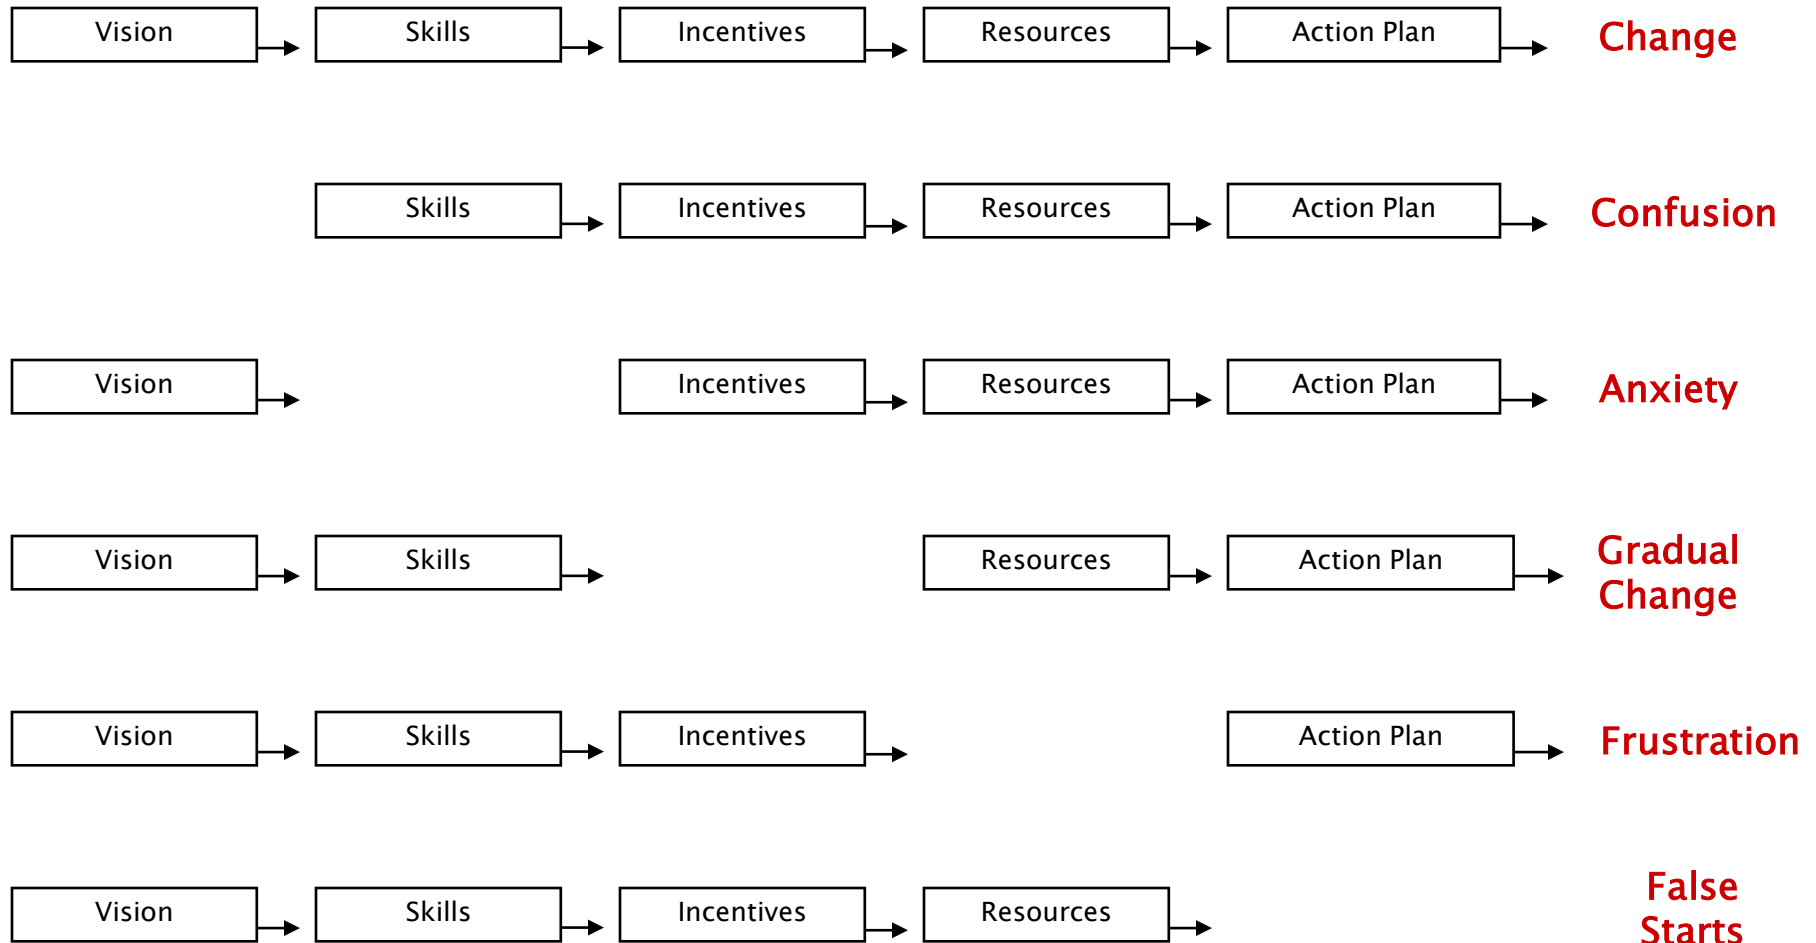 Vision Skills Incentives Resources Action Plan Change
Skills Incentives Resources Action Plan Confusion
Vision Incentives Resources Action Plan Anxiety
Vision Skills Resources Action Plan Gradual
Change
Vision Skills Incentives Action Plan Frustration
Vision Skills Incentives Resources False
Starts